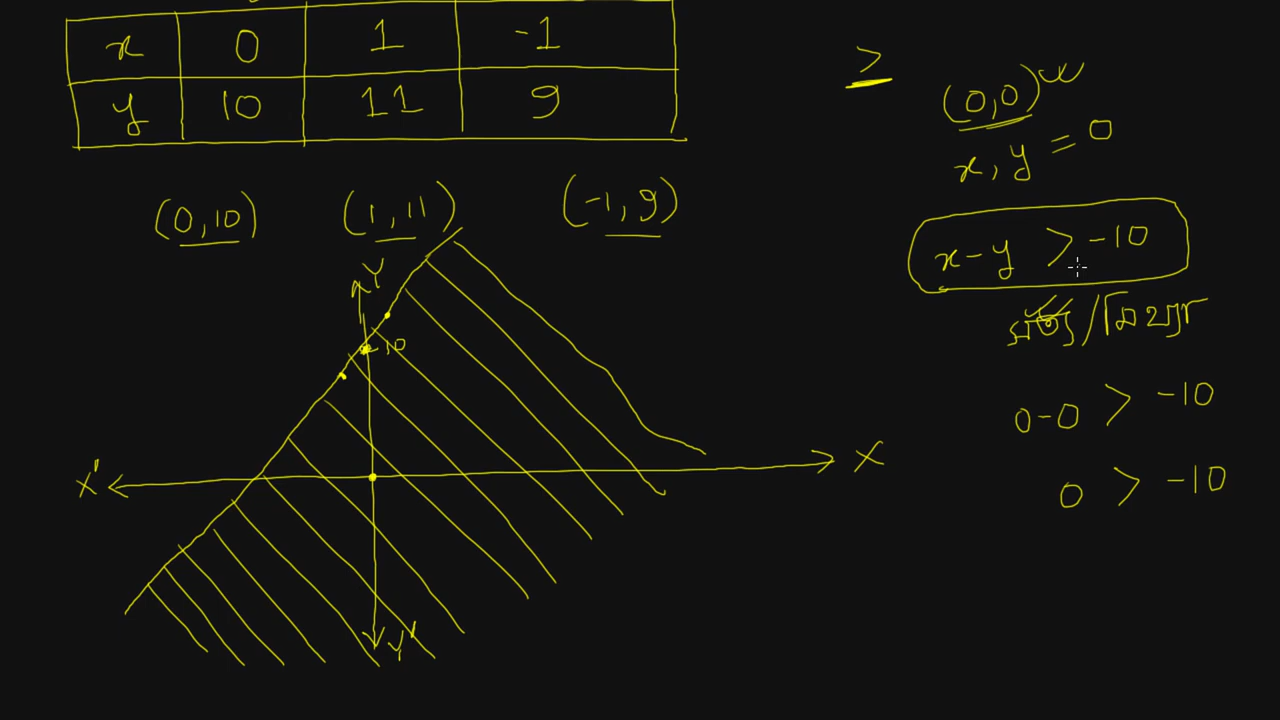 x 0 1 -1
y 10 11 9
(0,10) (1,11) (-1,9)
>
(0,0)
x, y = 0
x-y > -10
0-0 > -10
0 > -10
Y
10
X' X
Y'